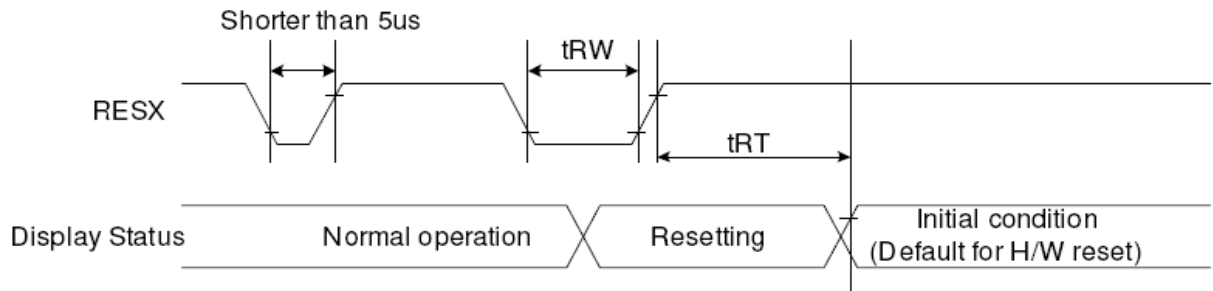 Shorter than 5us
tRW
RESX
tRT
Display Status
Normal operation
Resetting
Initial condition
(Default for H/W reset)